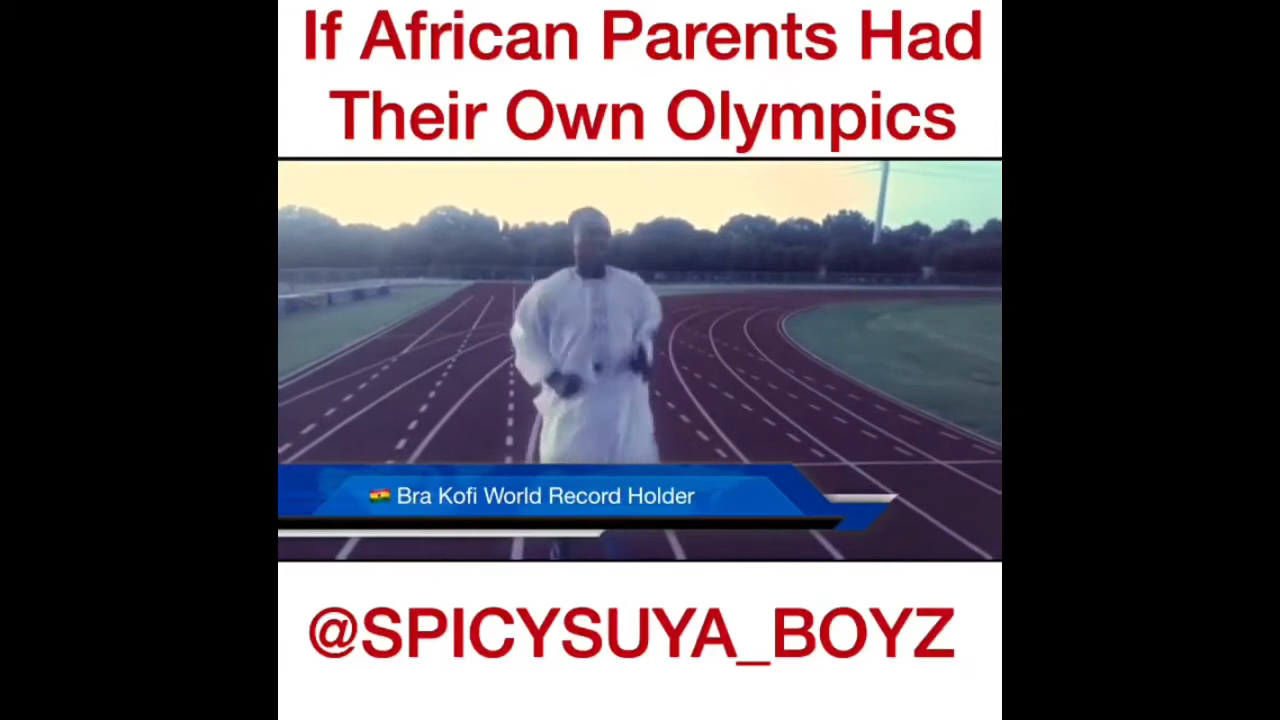 If African Parents Had
Their Own Olympics
🇬🇭 Bra Kofi World Record Holder
@SPICYSUYA_BOYZ